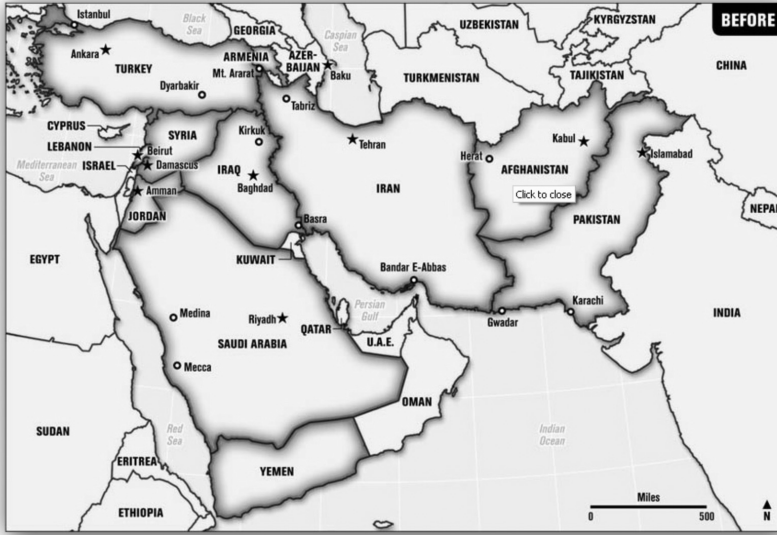 Istanbul
Black
Sea
GEORGIA
Caspian
Sea
UZBEKISTAN
KYRGYZSTAN
BEFORE
Ankara
TURKEY
ARMENIA
Mt. Ararat
AZER-
BAIJAN
Baku
TURKMENISTAN
TAJIKISTAN
CHINA
Dyarbakir
Tabriz
CYPRUS
LEBANON
Beirut
SYRIA
Kirkuk
Tehran
Herat
Kabul
Islamabad
Mediterranean
Sea
ISRAEL
Damascus
IRAQ
Baghdad
IRAN
AFGHANISTAN
Click to close
Amman
JORDAN
PAKISTAN
NEPAL
Basra
EGYPT
KUWAIT
Bandar E-Abbas
Medina
Riyadh
Persian
Gulf
QATAR
Gwadar
Karachi
INDIA
SAUDI ARABIA
U.A.E.
Mecca
OMAN
SUDAN
Red
Sea
Indian
Ocean
ERITREA
YEMEN
ETHIOPIA
Miles
0
500
N